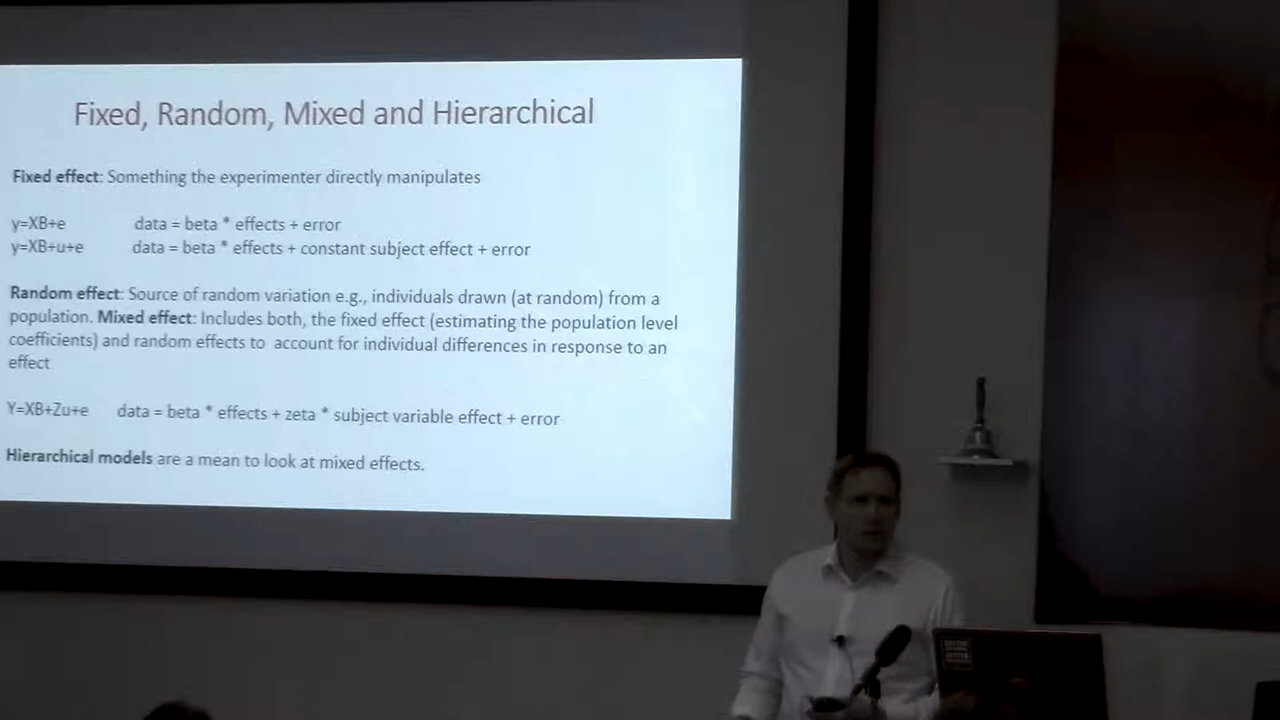 Fixed, Random, Mixed and Hierarchical
Fixed effect: Something the experimenter directly manipulates
y=XB+e data = beta * effects + error
y=XB+u+e data = beta * effects + constant subject effect + error
Random effect: Source of random variation e.g., individuals drawn (at random) from a
population. Mixed effect: Includes both, the fixed effect (estimating the population level
coefficients) and random effects to account for individual differences in response to an
effect
Y=XB+Zu+e data = beta * effects + zeta * subject variable effect + error
Hierarchical models are a mean to look at mixed effects.